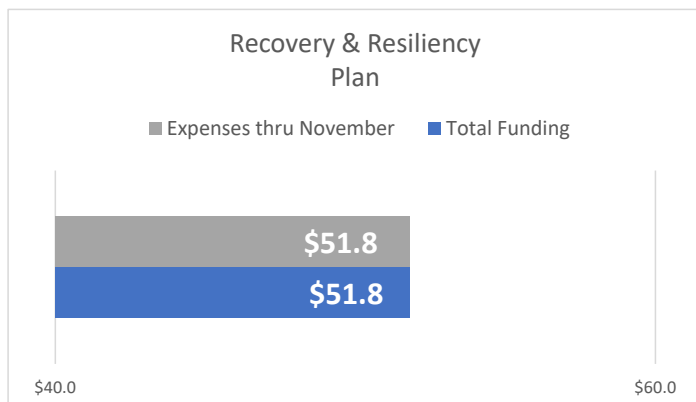 Recovery & Resiliency
Plan
Expenses thru November Total Funding
$51.8
$51.8
$40.0 $60.0